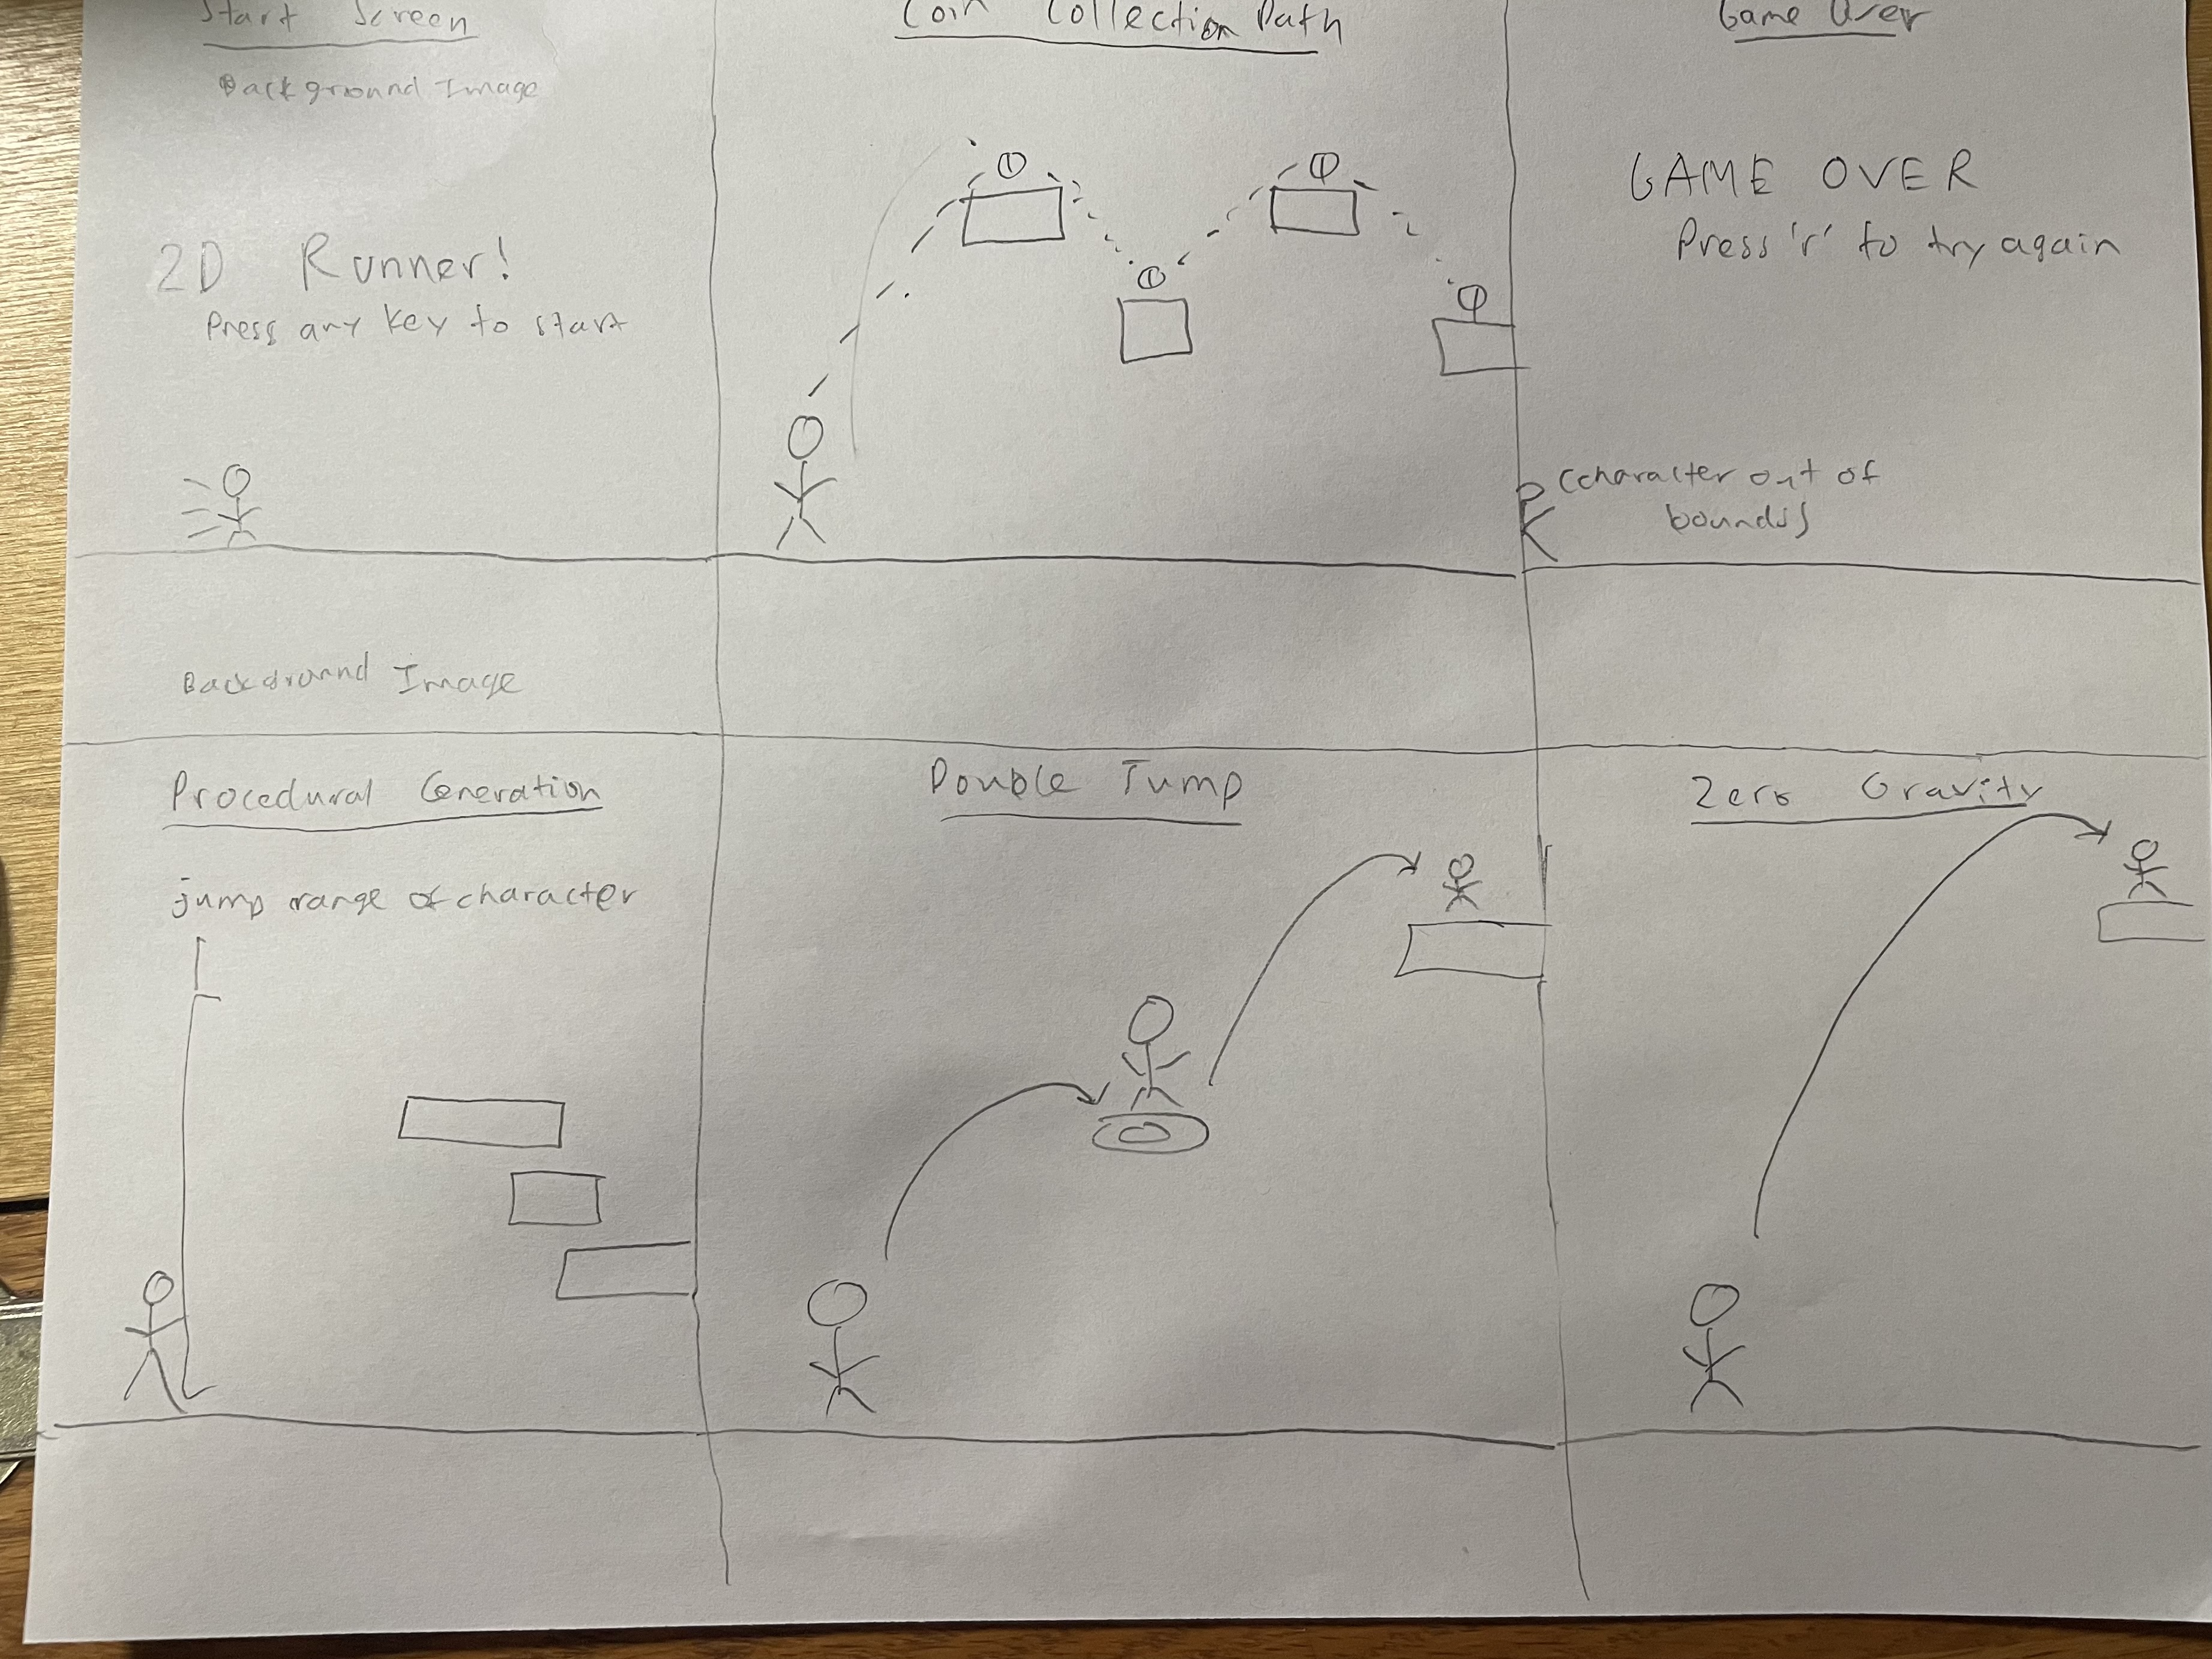 Start Screen
Background Image
2D Runner!
Press any key to start
Background Image
Coin Collection Path
Game Over
GAME OVER
Press 'r' to try again
(character out of
bounds)
Procedural Generation
jump range of character
Double Jump
Zero Gravity